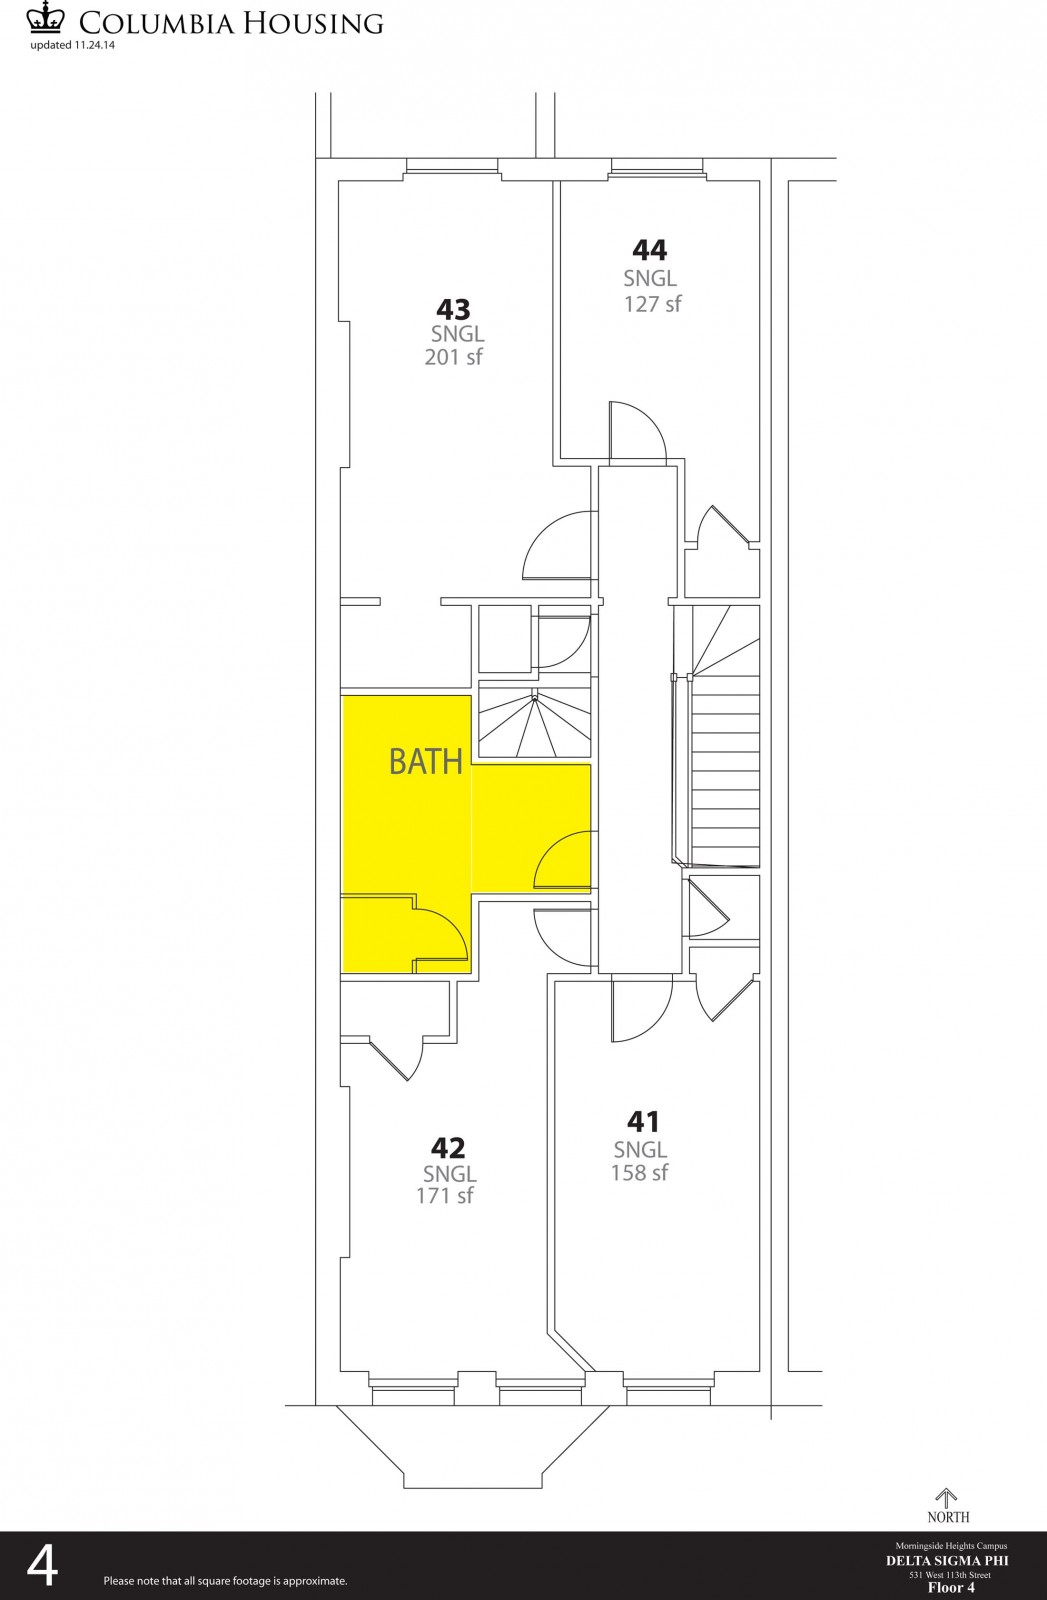 COLUMBIA HOUSING
updated 11.24.14
44
SNGL
127 sf
43
SNGL
201 sf
BATH
41
SNGL
158 sf
42
SNGL
171 sf
NORTH
4
Please note that all square footage is approximate.
Morningside Heights Campus
DELTA SIGMA PHI
531 West 113th Street
Floor 4